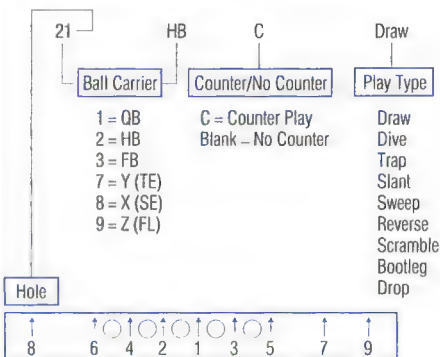 21 HB C Draw
Ball Carrier Counter/No Counter Play Type
1 = QB C = Counter Play Draw
2 = HB Blank – No Counter Dive
3 = FB Trap
7 = Y (TE) Slant
8 = X (SE) Sweep
9 = Z (FL) Reverse
Scramble
Bootleg
Hole Drop
8 6 4 2 1 3 5 7 9